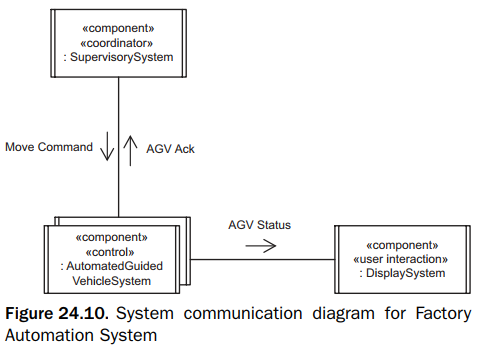 «component»
«coordinator»
: SupervisorySystem
Move Command
AGV Ack
AGV Status
«component»
«control»
: AutomatedGuided
VehicleSystem
«component»
«user interaction»
: DisplaySystem
Figure 24.10. System communication diagram for Factory
Automation System